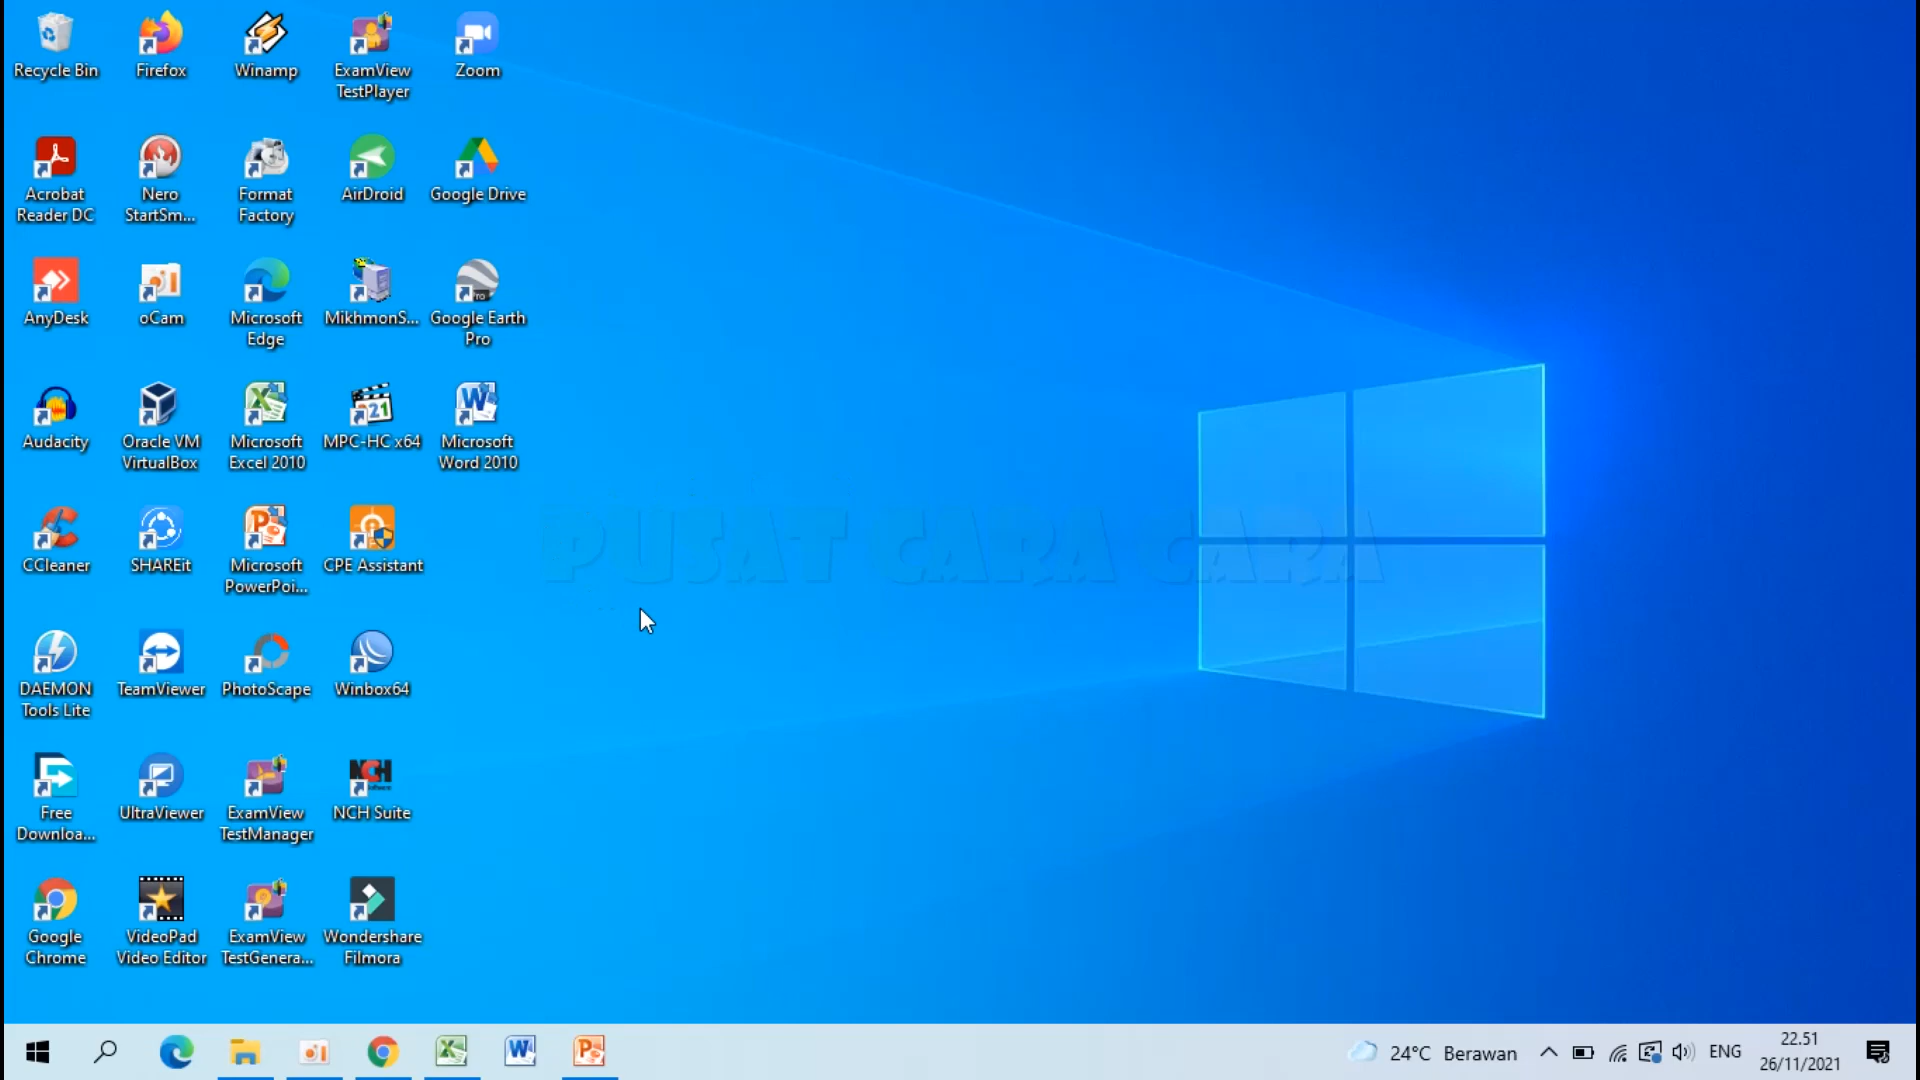 Recycle Bin
Firefox
Winamp
ExamView
TestPlayer
Zoom
Acrobat
Reader DC
Nero
StartSm...
Format
Factory
AirDroid
Google Drive
AnyDesk
oCam
Microsoft
Edge
MikhmonS...
Google Earth
Pro
Audacity
Oracle VM
VirtualBox
Microsoft
Excel 2010
MPC-HC x64
Microsoft
Word 2010
CCleaner
SHAREit
Microsoft
PowerPoi...
CPE Assistant
PUSAT CARA CARA
DAEMON
Tools Lite
TeamViewer
PhotoScape
Winbox64
Free
Downloa...
UltraViewer
ExamView
TestManager
NCH Suite
Google
Chrome
VideoPad
Video Editor
ExamView
TestGenera...
Wondershare
Filmora
24°C Berawan
ENG
22.51
26/11/2021